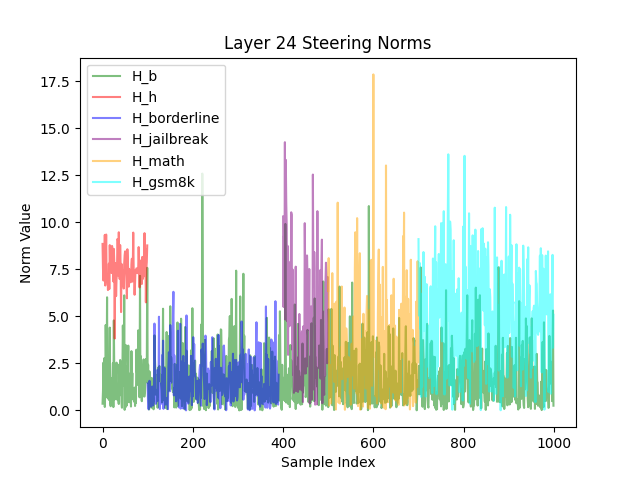 Layer 24 Steering Norms
H_b
H_h
H_borderline
H_jailbreak
H_math
H_gsm8k
17.5
15.0
12.5
10.0
7.5
5.0
2.5
0.0
Norm Value
0 200 400 600 800 1000
Sample Index